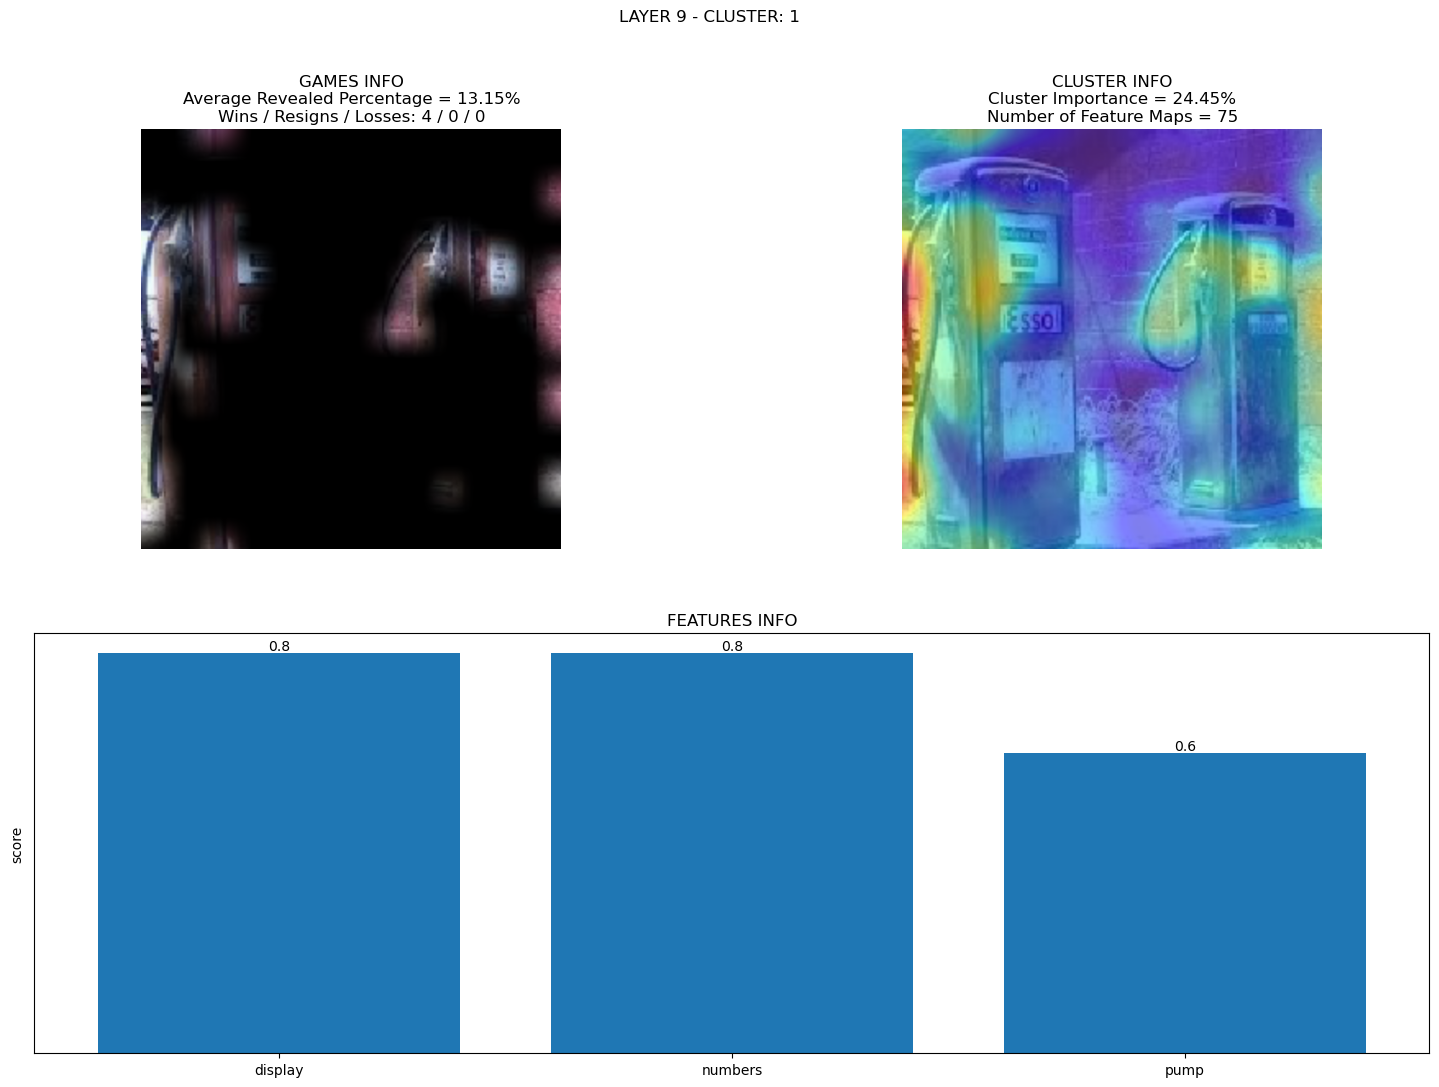 LAYER 9 - CLUSTER: 1
GAMES INFO
Average Revealed Percentage = 13.15%
Wins / Resigns / Losses: 4 / 0 / 0
CLUSTER INFO
Cluster Importance = 24.45%
Number of Feature Maps = 75
ESSO
FEATURES INFO
score
0.8
0.8
0.6
display
numbers
pump